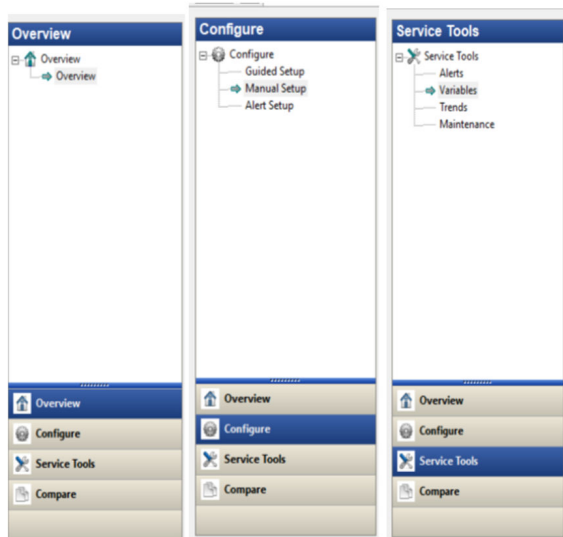 Overview
Overview
Overview
Overview
Configure
Service Tools
Compare
Configure
Configure
Guided Setup
Manual Setup
Alert Setup
Overview
Configure
Service Tools
Compare
Service Tools
Service Tools
Alerts
Variables
Trends
Maintenance
Overview
Configure
Service Tools
Compare